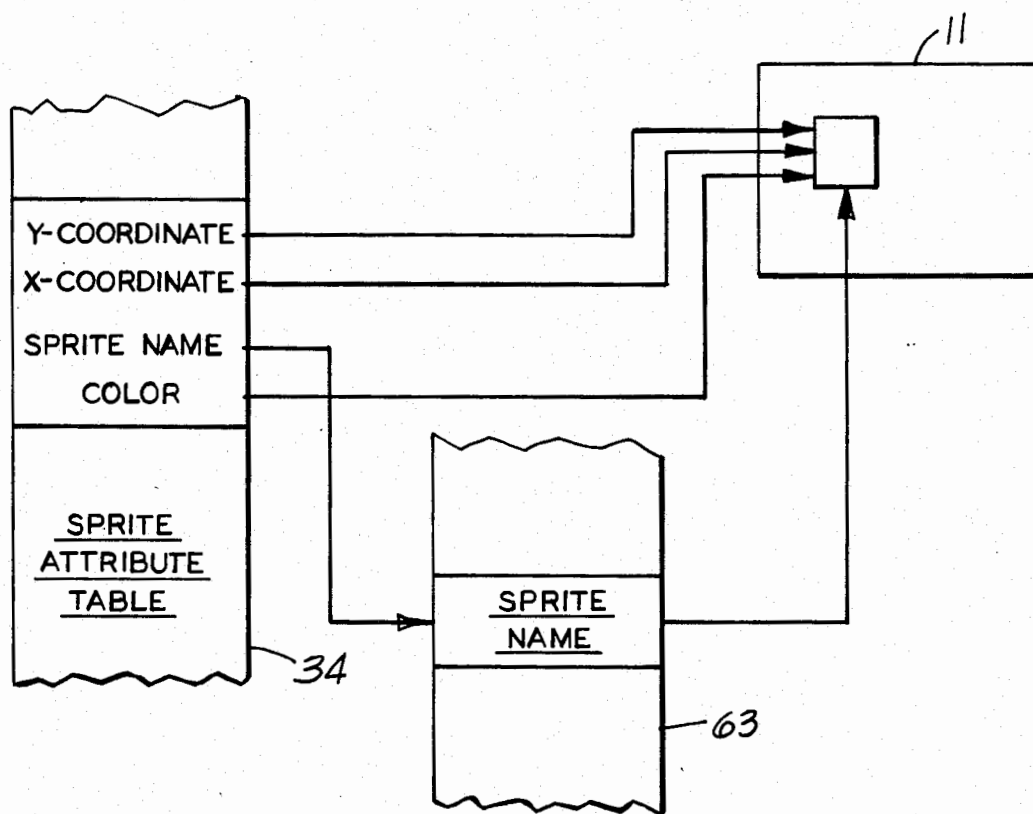 11
Y-COORDINATE
X-COORDINATE
SPRITE NAME
COLOR
SPRITE
ATTRIBUTE
TABLE
34
SPRITE
NAME
63